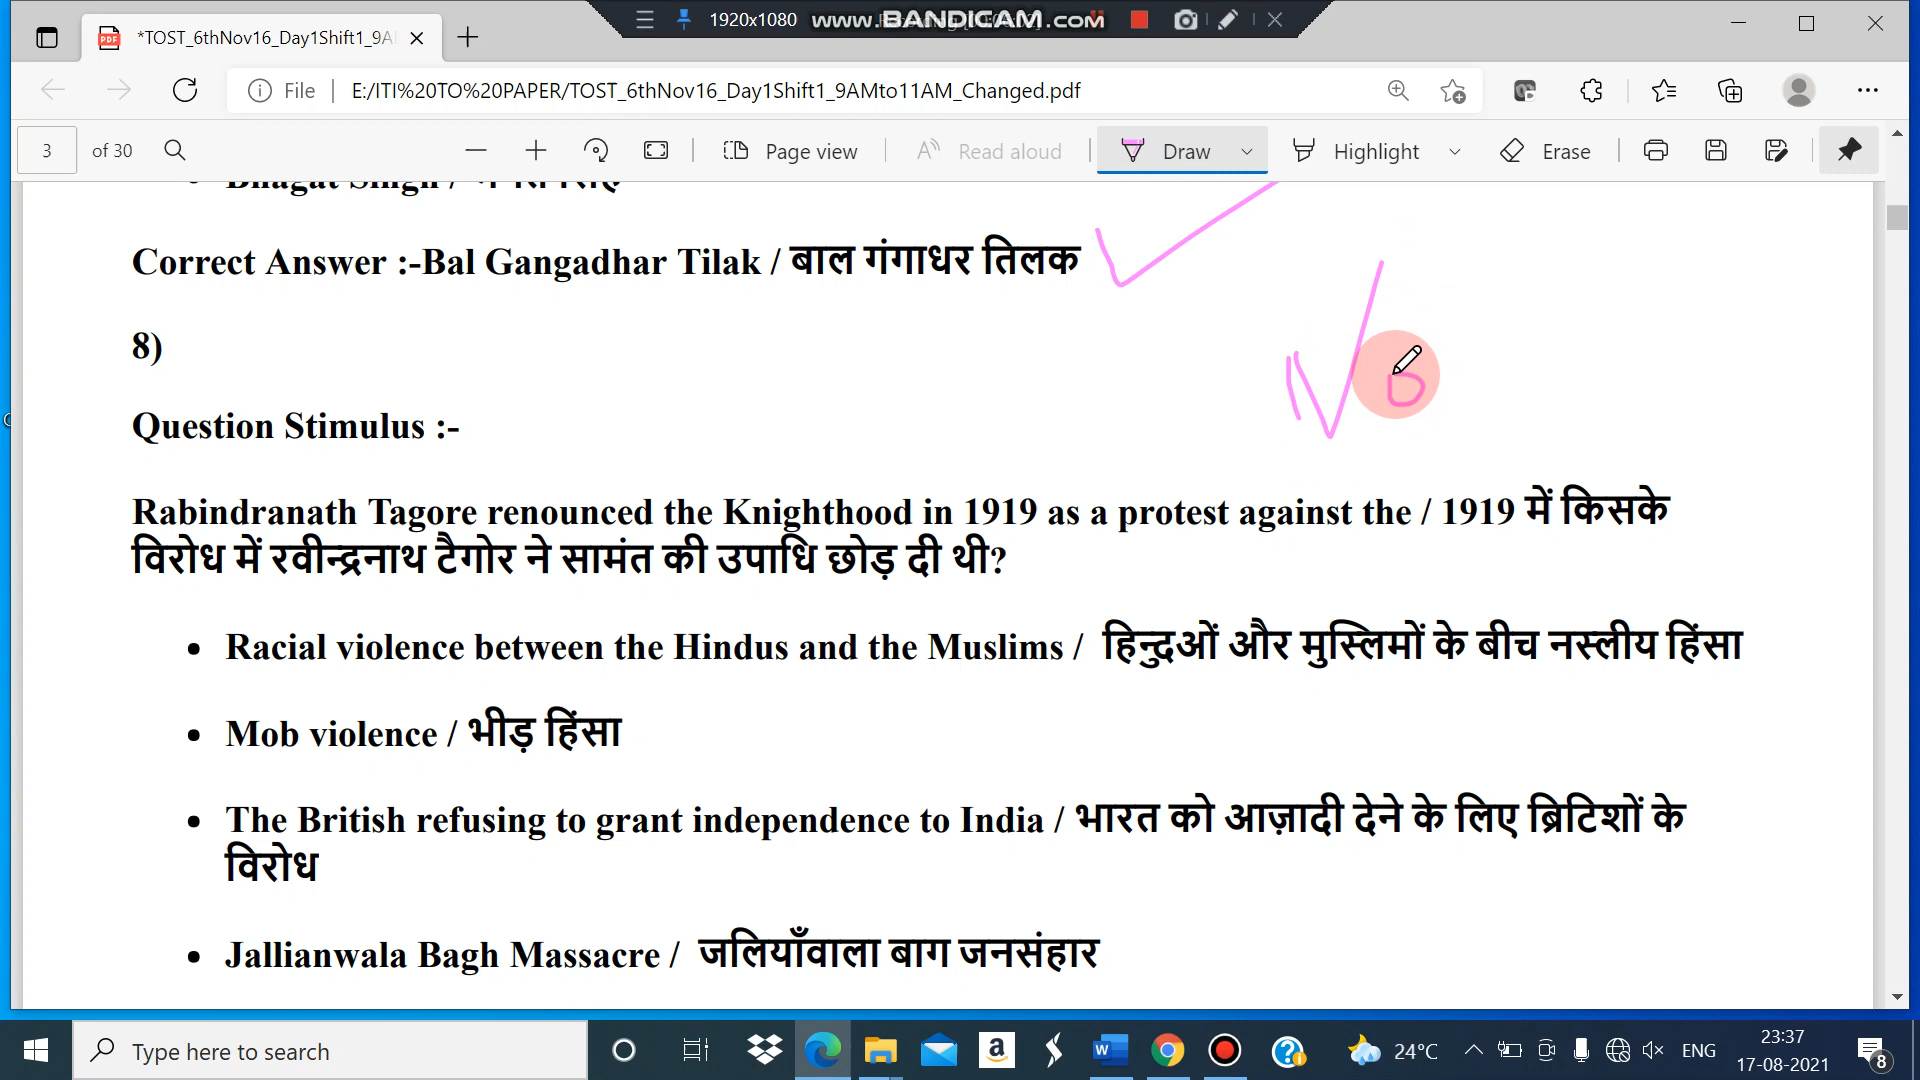 1920x1080 www.BANDICAM.com
*TOST_6thNov16_Day1Shift1_9A
File E:/ITI%20TO%20PAPER/TOST_6thNov16_Day1Shift1_9AMto11AM_Changed.pdf
3 of 30 Page view Read aloud Draw Highlight Erase
Bhagat Singh /
Correct Answer :-Bal Gangadhar Tilak / बाल गंगाधर तिलक
8)
Question Stimulus :-
Rabindranath Tagore renounced the Knighthood in 1919 as a protest against the / 1919 में किसके
विरोध में रवीन्द्रनाथ टैगोर ने सामंत की उपाधि छोड़ दी थी?
• Racial violence between the Hindus and the Muslims / हिन्दुओं और मुस्लिमों के बीच नस्लीय हिंसा
• Mob violence / भीड़ हिंसा
• The British refusing to grant independence to India / भारत को आज़ादी देने के लिए ब्रिटिशों के
विरोध
• Jallianwala Bagh Massacre / जलियाँवाला बाग जनसंहार
Type here to search
24°C ENG
23:37
17-08-2021
8